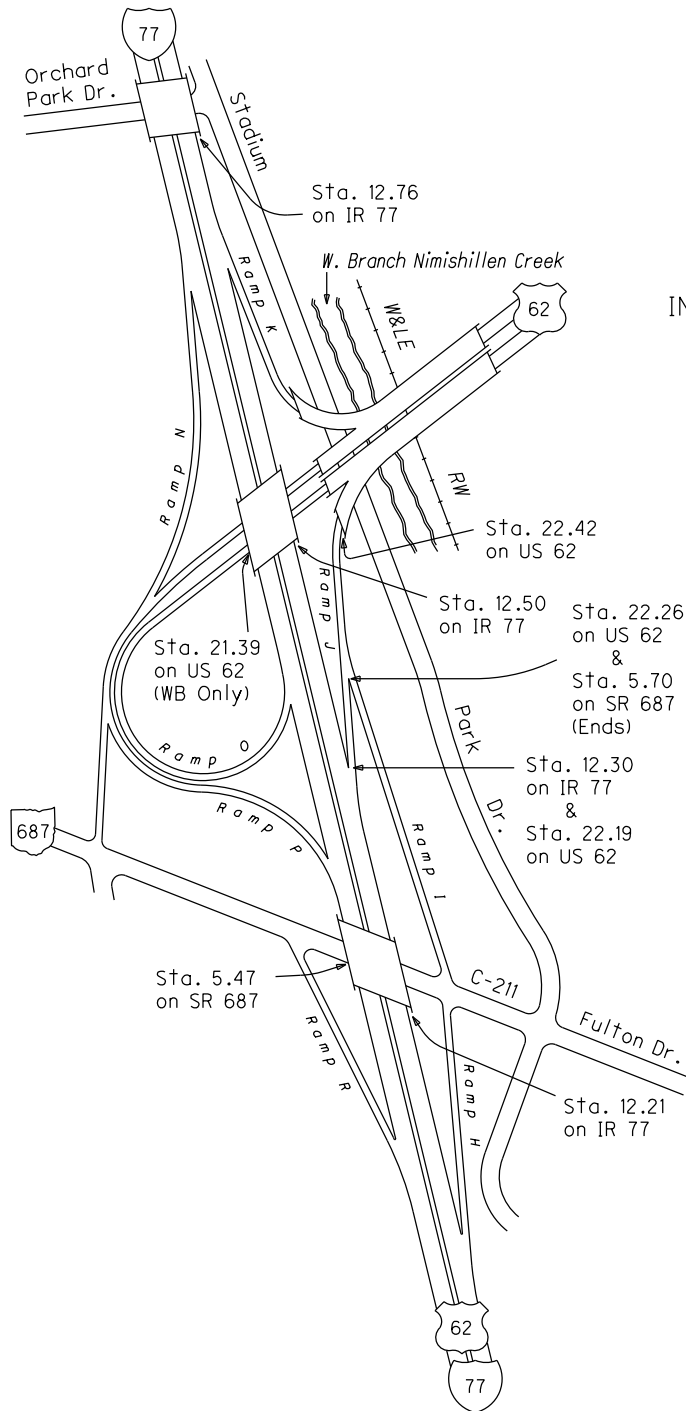 77
Orchard
Park Dr.
Stadium
Sta. 12.76
on IR 77
W. Branch Nimishillen Creek
Ramp K
W&LE
62
IN
Ramp N
RW
Sta. 22.42
on US 62
Ramp J
Sta. 12.50
on IR 77
Sta. 22.26
on US 62
&
Sta. 5.70
on SR 687
(Ends)
Sta. 21.39
on US 62
(WB Only)
Park
Dr.
Ramp O
Sta. 12.30
on IR 77
&
Sta. 22.19
on US 62
687
Ramp P
Ramp I
Sta. 5.47
on SR 687
C-211
Fulton Dr.
Ramp R
Ramp H
Sta. 12.21
on IR 77
62
77